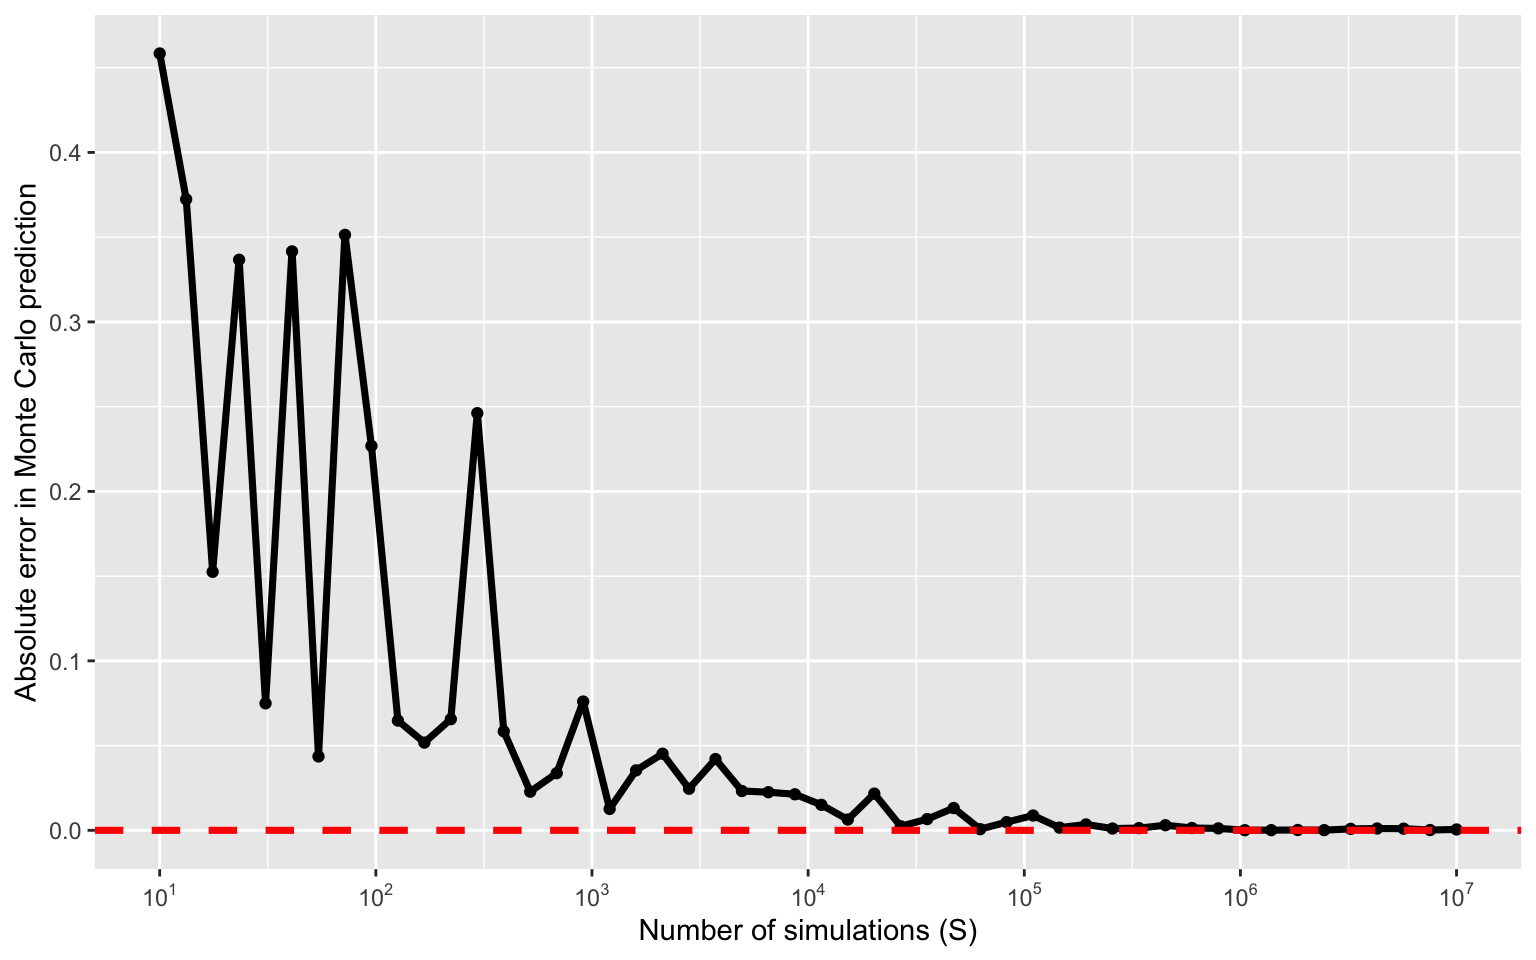 Absolute error in Monte Carlo prediction
0.4
0.3
0.2
0.1
0.0
10¹ 10² 10³ 10⁴ 10⁵ 10⁶ 10⁷
Number of simulations (S)